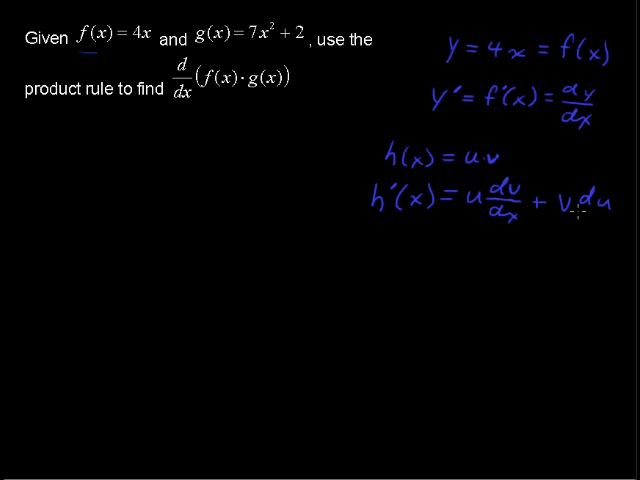 Given f(x) = 4x and g(x) = 7x² + 2 , use the
product rule to find d/dx (f(x) · g(x))
y = 4x = f(x)
y′ = f′(x) = dy/dx
h(x) = u·v
h′(x) = u dv/dx + v du